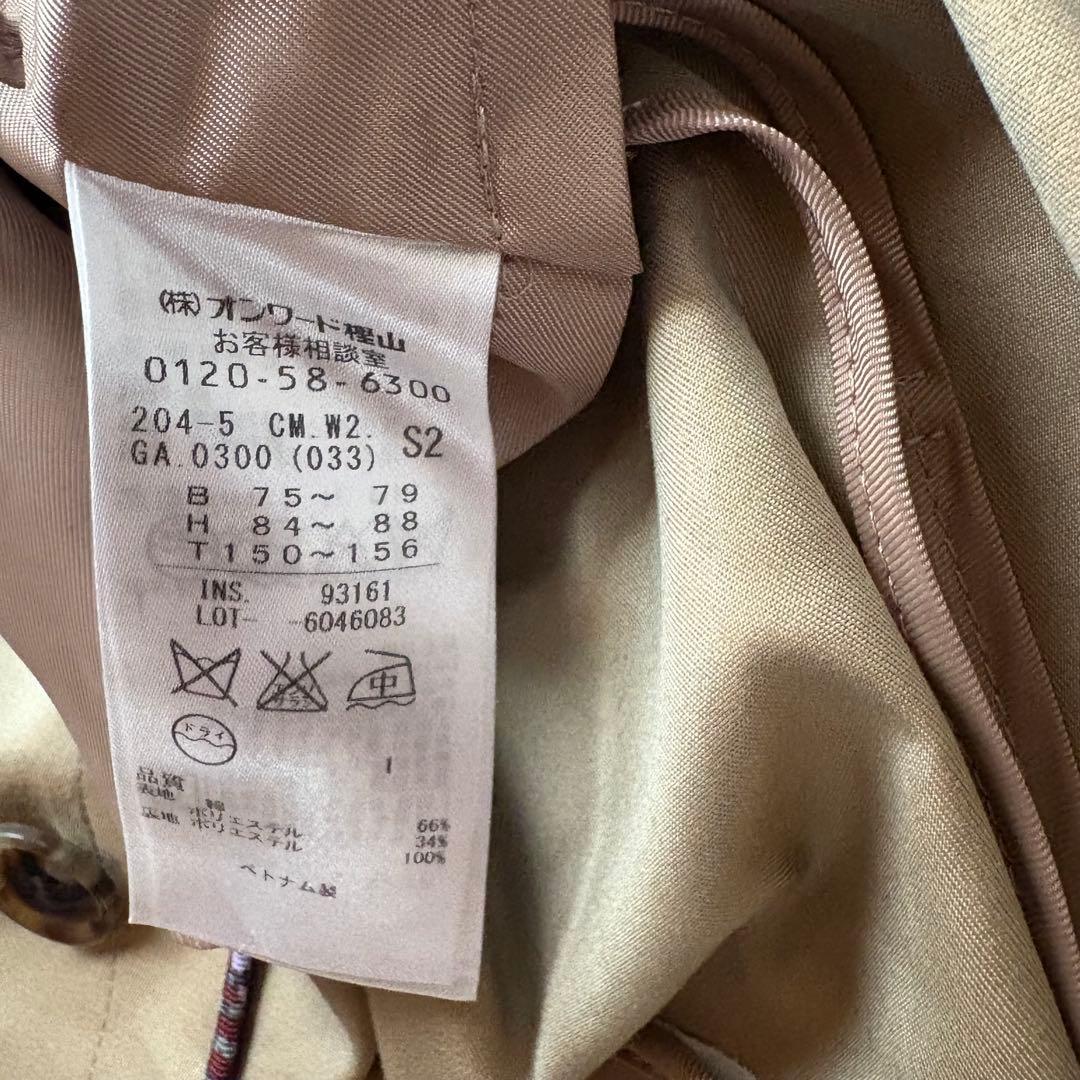 (株)オンワード樫山
お客様相談室
0120-58-6300
204-5 CM.W2.
GA.0300 (033) S2
B 75～ 79
H 84～ 88
T150～156
INS. 93161
LOT- -6046083
中
ドライ
1
品質
表地 綿 66%
ポリエステル 34%
裏地 ポリエステル 100%
ベトナム製